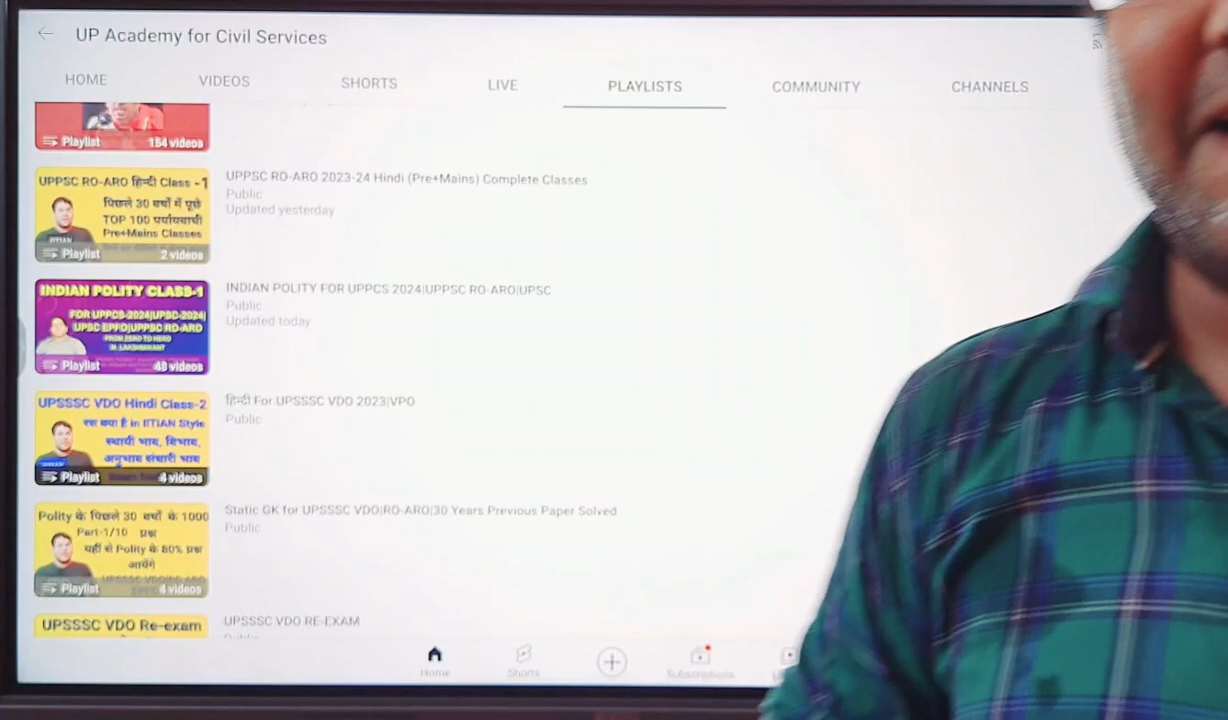 UP Academy for Civil Services
HOME VIDEOS SHORTS LIVE PLAYLISTS COMMUNITY CHANNELS
Playlist 154 videos
UPPSC RO-ARO हिन्दी Class -1
पिछले 30 वर्षों में पूछे
TOP 100 पर्यायवाची
Pre+Mains Classes
Playlist 2 videos
UPPSC RO-ARO 2023-24 Hindi (Pre+Mains) Complete Classes
Public
Updated yesterday
INDIAN POLITY CLASS-1
FOR UPPCS-2024|UPSC-2024|
UPSC EPFO|UPPSC RO-ARO
FROM ZERO TO HERO
M. LAXHMIKANT
Playlist 48 videos
INDIAN POLITY FOR UPPCS 2024|UPPSC RO-ARO|UPSC
Public
Updated today
UPSSSC VDO Hindi Class-2
रस क्या है in IITIAN Style
स्थायी भाव, विभाव,
अनुभाव संचारी भाव
Playlist 4 videos
हिन्दी For UPSSSC VDO 2023|VPO
Public
Polity के पिछले 30 वर्षों के 1000
Part-1/10 प्रश्न
यहीं से Polity के 80% प्रश्न
आयेंगे
Playlist 4 videos
Static GK for UPSSSC VDO|RO-ARO|30 Years Previous Paper Solved
Public
UPSSSC VDO Re-exam
UPSSSC VDO RE-EXAM
Home Shorts Subscriptions